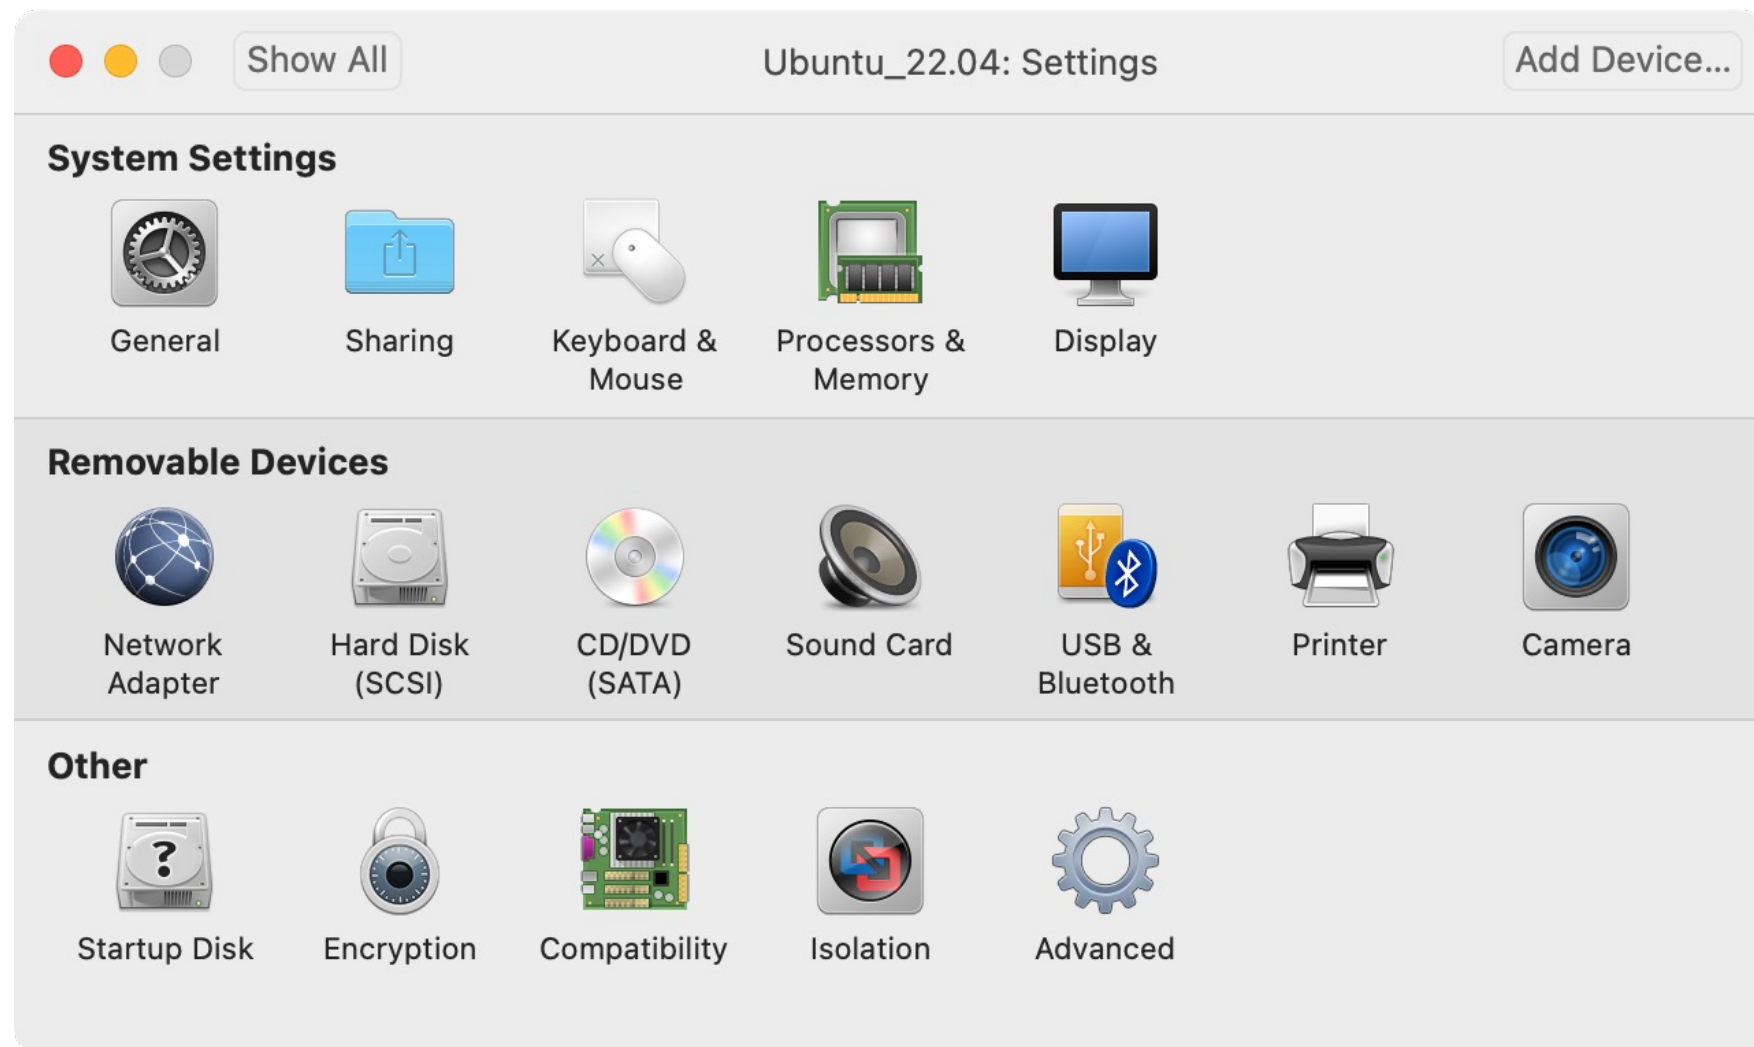 Show All
Ubuntu_22.04: Settings
Add Device...
System Settings
General
Sharing
Keyboard &
Mouse
Processors &
Memory
Display
Removable Devices
Network
Adapter
Hard Disk
(SCSI)
CD/DVD
(SATA)
Sound Card
USB &
Bluetooth
Printer
Camera
Other
Startup Disk
Encryption
Compatibility
Isolation
Advanced